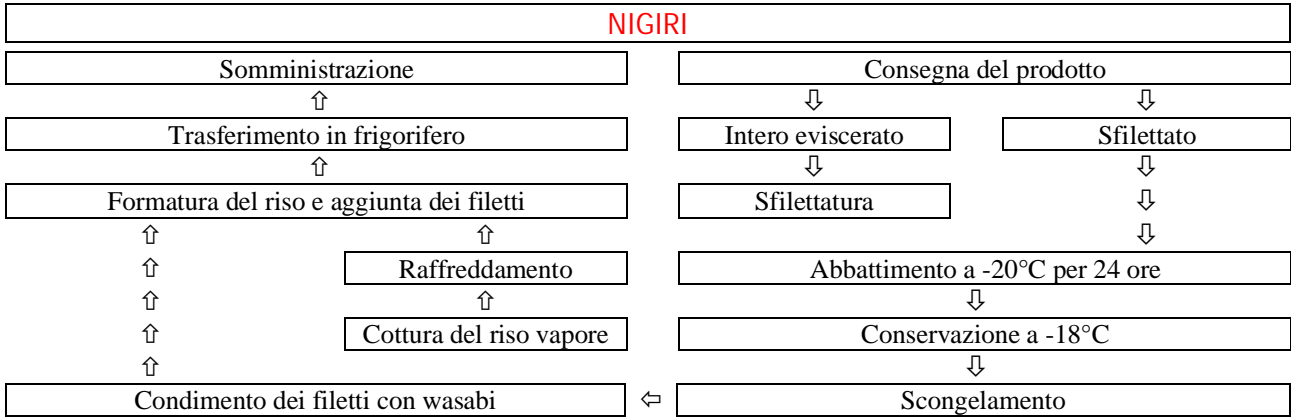 NIGIRI
Somministrazione
Consegna del prodotto
⇧
⇩
⇩
Trasferimento in frigorifero
Intero eviscerato
Sfilettato
⇧
⇩
⇩
Formatura del riso e aggiunta dei filetti
Sfilettatura
⇩
⇧
⇧
⇩
⇧
Raffreddamento
Abbattimento a -20°C per 24 ore
⇧
⇧
⇩
⇧
Cottura del riso vapore
Conservazione a -18°C
⇧
⇩
Condimento dei filetti con wasabi
⇦
Scongelamento